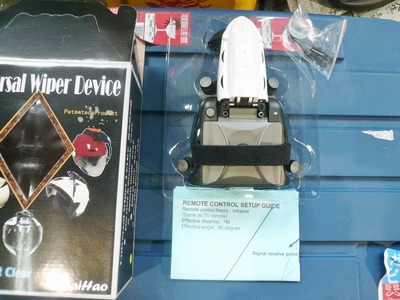 rsal Wiper Device
Patented Product
Clear
aiHao
REMOTE CONTROL SETUP GUIDE
Remote control theory : Infrared
(Same as TV remote)
Effective distance : 7M
Effective angle : 90-degree
Signal receive point